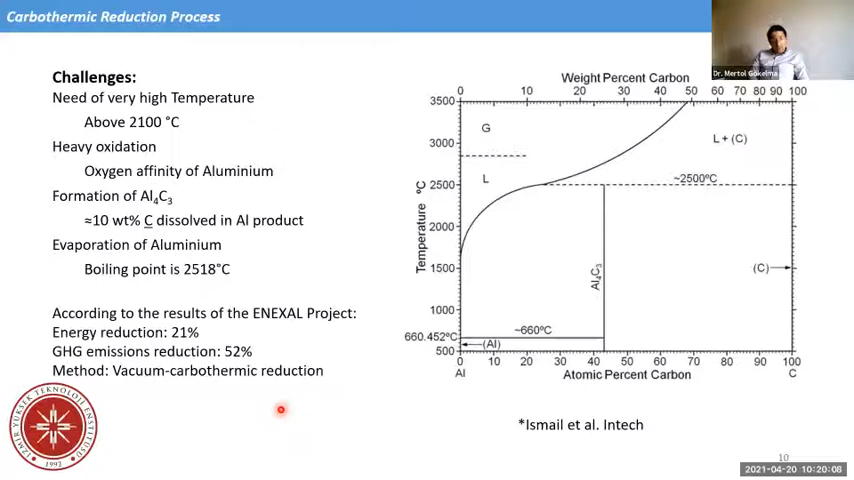 Carbothermic Reduction Process
Dr. Mertol Gökelma
Challenges:
Need of very high Temperature
Above 2100 °C
Heavy oxidation
Oxygen affinity of Aluminium
Formation of Al₄C₃
≈10 wt% C dissolved in Al product
Evaporation of Aluminium
Boiling point is 2518°C
According to the results of the ENEXAL Project:
Energy reduction: 21%
GHG emissions reduction: 52%
Method: Vacuum-carbothermic reduction
İZMİR YÜKSEK TEKNOLOJİ ENSTİTÜSÜ
1992
Weight Percent Carbon
0 10 20 30 40 50 60 70 80 90 100
3500
3000
2500
2000
1500
1000
660.452°C
500
Temperature °C
G
L
L + (C)
~2500°C
Al₄C₃
(C)
~660°C
(Al)
0 10 20 30 40 50 60 70 80 90 100
Al Atomic Percent Carbon C
*Ismail et al. Intech
10
2021-04-20 10:20:08